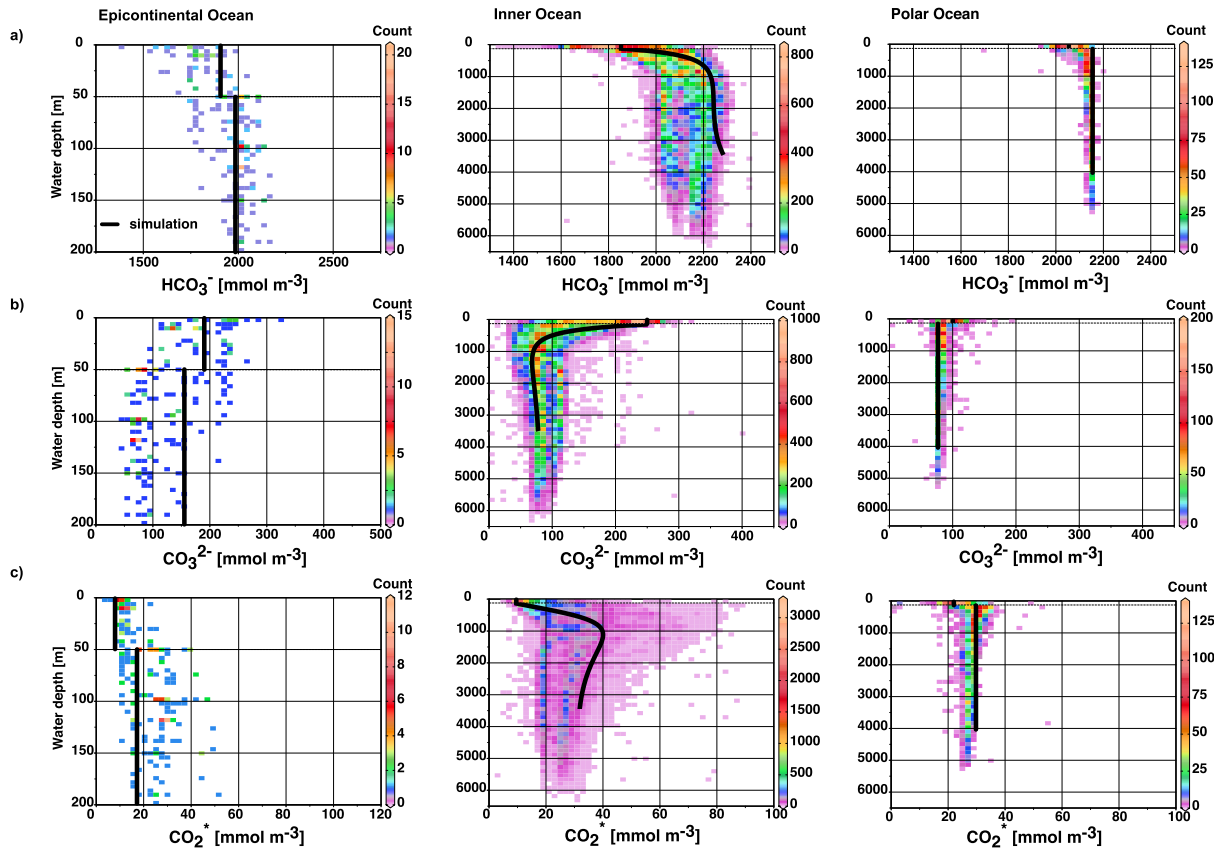 Epicontinental Ocean Inner Ocean Polar Ocean
a) Count Count Count
Water depth [m]
0 50 100 150 200
20 15 10 5 0
simulation
1500 2000 2500
HCO3- [mmol m-3]
0 1000 2000 3000 4000 5000 6000
800 600 400 200 0
1400 1600 1800 2000 2200 2400
HCO3- [mmol m-3]
0 1000 2000 3000 4000 5000 6000
125 100 75 50 25 0
1400 1600 1800 2000 2200 2400
HCO3- [mmol m-3]
b) Count Count Count
Water depth [m]
0 50 100 150 200
15 10 5 0
0 100 200 300 400 500
CO3 2- [mmol m-3]
0 1000 2000 3000 4000 5000 6000
1000 800 600 400 200 0
0 100 200 300 400
CO3 2- [mmol m-3]
0 1000 2000 3000 4000 5000 6000
200 150 100 50 0
0 100 200 300 400
CO3 2- [mmol m-3]
c) Count Count Count
Water depth [m]
0 50 100 150 200
12 10 8 6 4 2 0
0 20 40 60 80 100 120
CO2* [mmol m-3]
0 1000 2000 3000 4000 5000 6000
3000 2500 2000 1500 1000 500 0
0 20 40 60 80 100
CO2* [mmol m-3]
0 1000 2000 3000 4000 5000 6000
125 100 75 50 25 0
0 20 40 60 80 100
CO2* [mmol m-3]